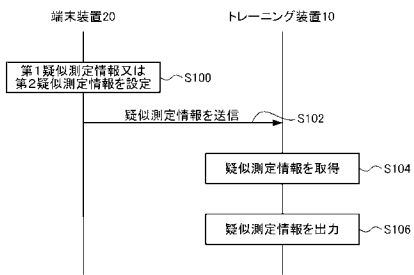 端末装置20
トレーニング装置10
第1疑似測定情報又は
第2疑似測定情報を設定
S100
疑似測定情報を送信
S102
疑似測定情報を取得
S104
疑似測定情報を出力
S106